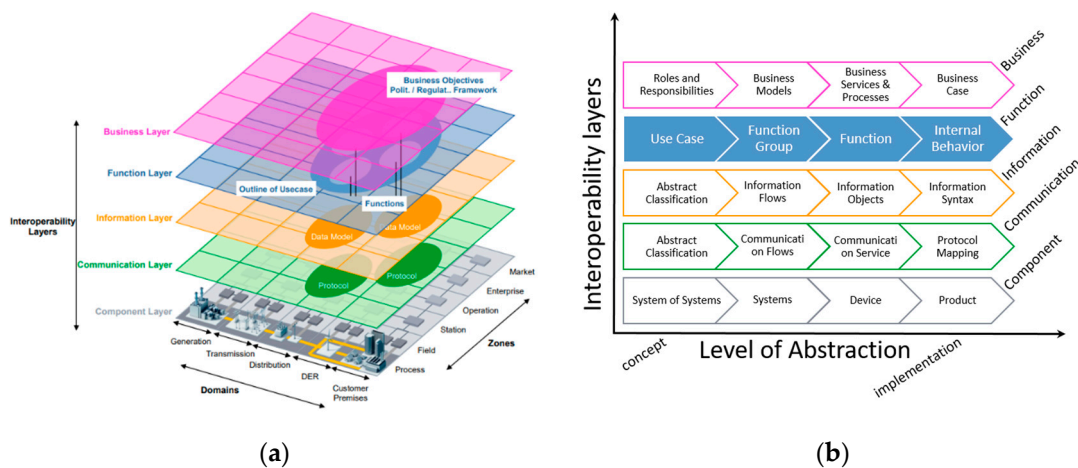 Business Objectives
Polit. / Regulat.. Framework
Business Layer
Function Layer
Outline of Usecase
Functions
Interoperability
Layers
Information Layer
Data Model
Data Model
Communication Layer
Protocol
Protocol
Component Layer
Market
Enterprise
Operation
Station
Field
Process
Zones
Generation
Transmission
Distribution
DER
Customer
Premises
Domains
(a)
Interoperability layers
Roles and
Responsibilities
Business
Models
Business
Services &
Processes
Business
Case
Business
Use Case
Function
Group
Function
Internal
Behavior
Function
Abstract
Classification
Information
Flows
Information
Objects
Information
Syntax
Information
Abstract
Classification
Communicati
on Flows
Communicati
on Service
Protocol
Mapping
Communication
System of Systems
Systems
Device
Product
Component
concept
Level of Abstraction
implementation
(b)